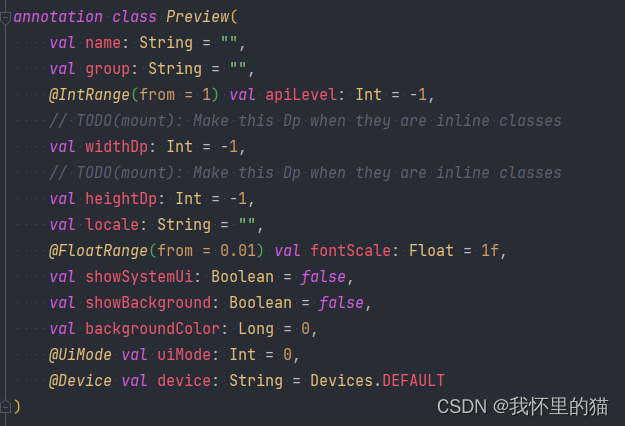 annotation class Preview(
    val name: String = "",
    val group: String = "",
    @IntRange(from = 1) val apiLevel: Int = -1,
    // TODO(mount): Make this Dp when they are inline classes
    val widthDp: Int = -1,
    // TODO(mount): Make this Dp when they are inline classes
    val heightDp: Int = -1,
    val locale: String = "",
    @FloatRange(from = 0.01) val fontScale: Float = 1f,
    val showSystemUi: Boolean = false,
    val showBackground: Boolean = false,
    val backgroundColor: Long = 0,
    @UiMode val uiMode: Int = 0,
    @Device val device: String = Devices.DEFAULT
)
CSDN @我怀里的猫